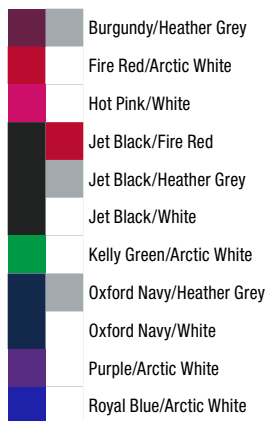 Burgundy/Heather Grey
Fire Red/Arctic White
Hot Pink/White
Jet Black/Fire Red
Jet Black/Heather Grey
Jet Black/White
Kelly Green/Arctic White
Oxford Navy/Heather Grey
Oxford Navy/White
Purple/Arctic White
Royal Blue/Arctic White